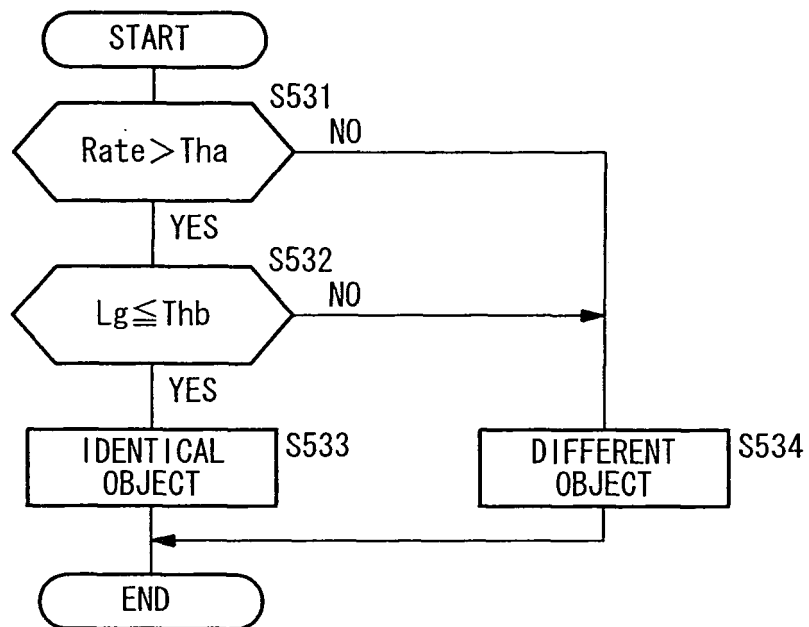 START
S531
Rate＞Tha
NO
YES
S532
Lg≦Thb
NO
YES
IDENTICAL
OBJECT
S533
DIFFERENT
OBJECT
S534
END